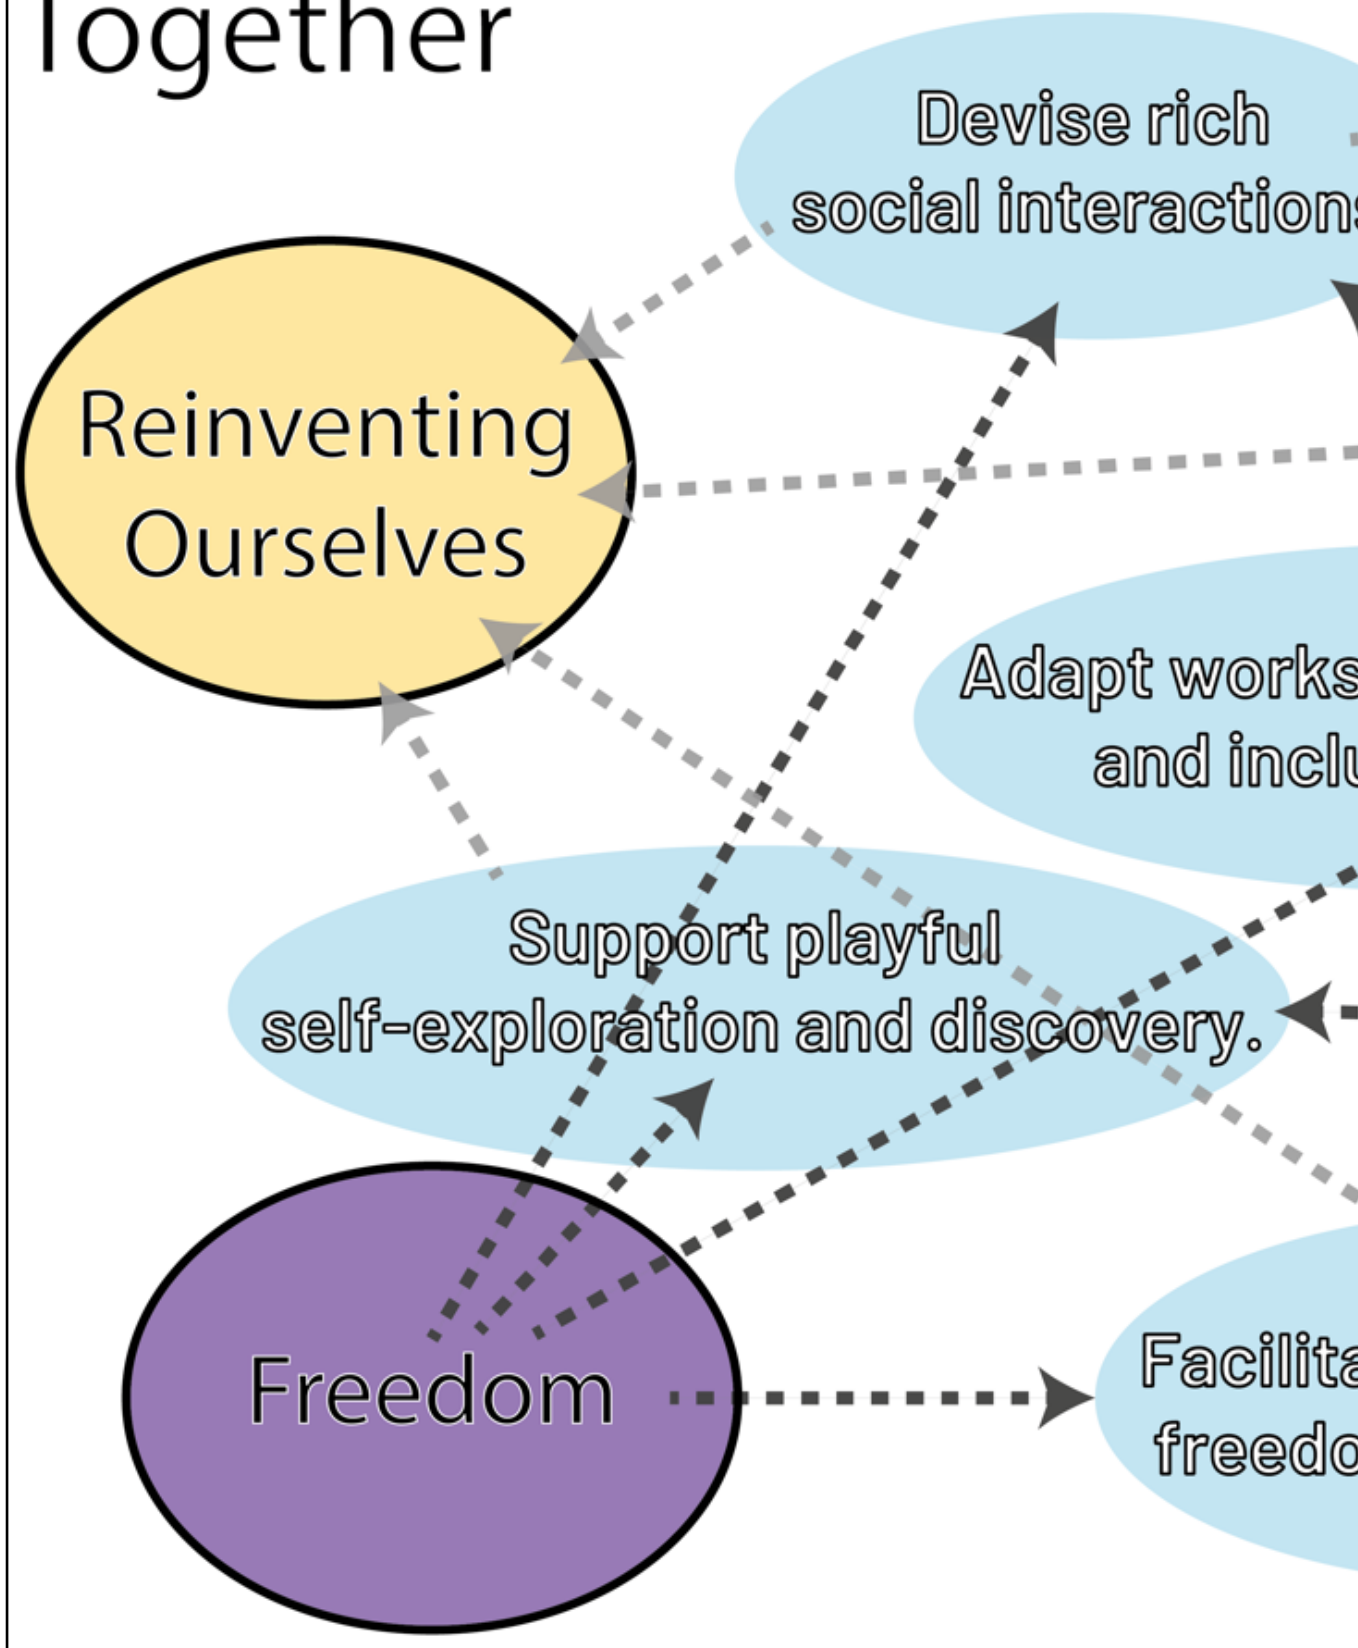 Together
Devise rich
social interactions
Reinventing
Ourselves
Adapt works
and inclu
Support playful
self-exploration and discovery.
Freedom
Facilita
freedo